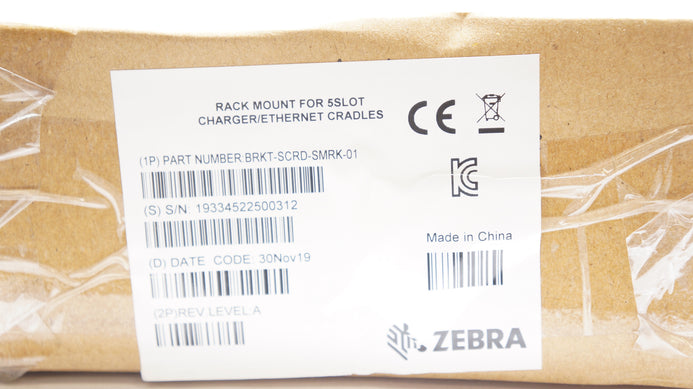 RACK MOUNT FOR 5SLOT
CHARGER/ETHERNET CRADLES
CE
(1P) PART NUMBER:BRKT-SCRD-SMRK-01
(S) S/N: 19334522500312
(D) DATE CODE: 30Nov19
Made in China
(2P)REV LEVEL:A
ZEBRA